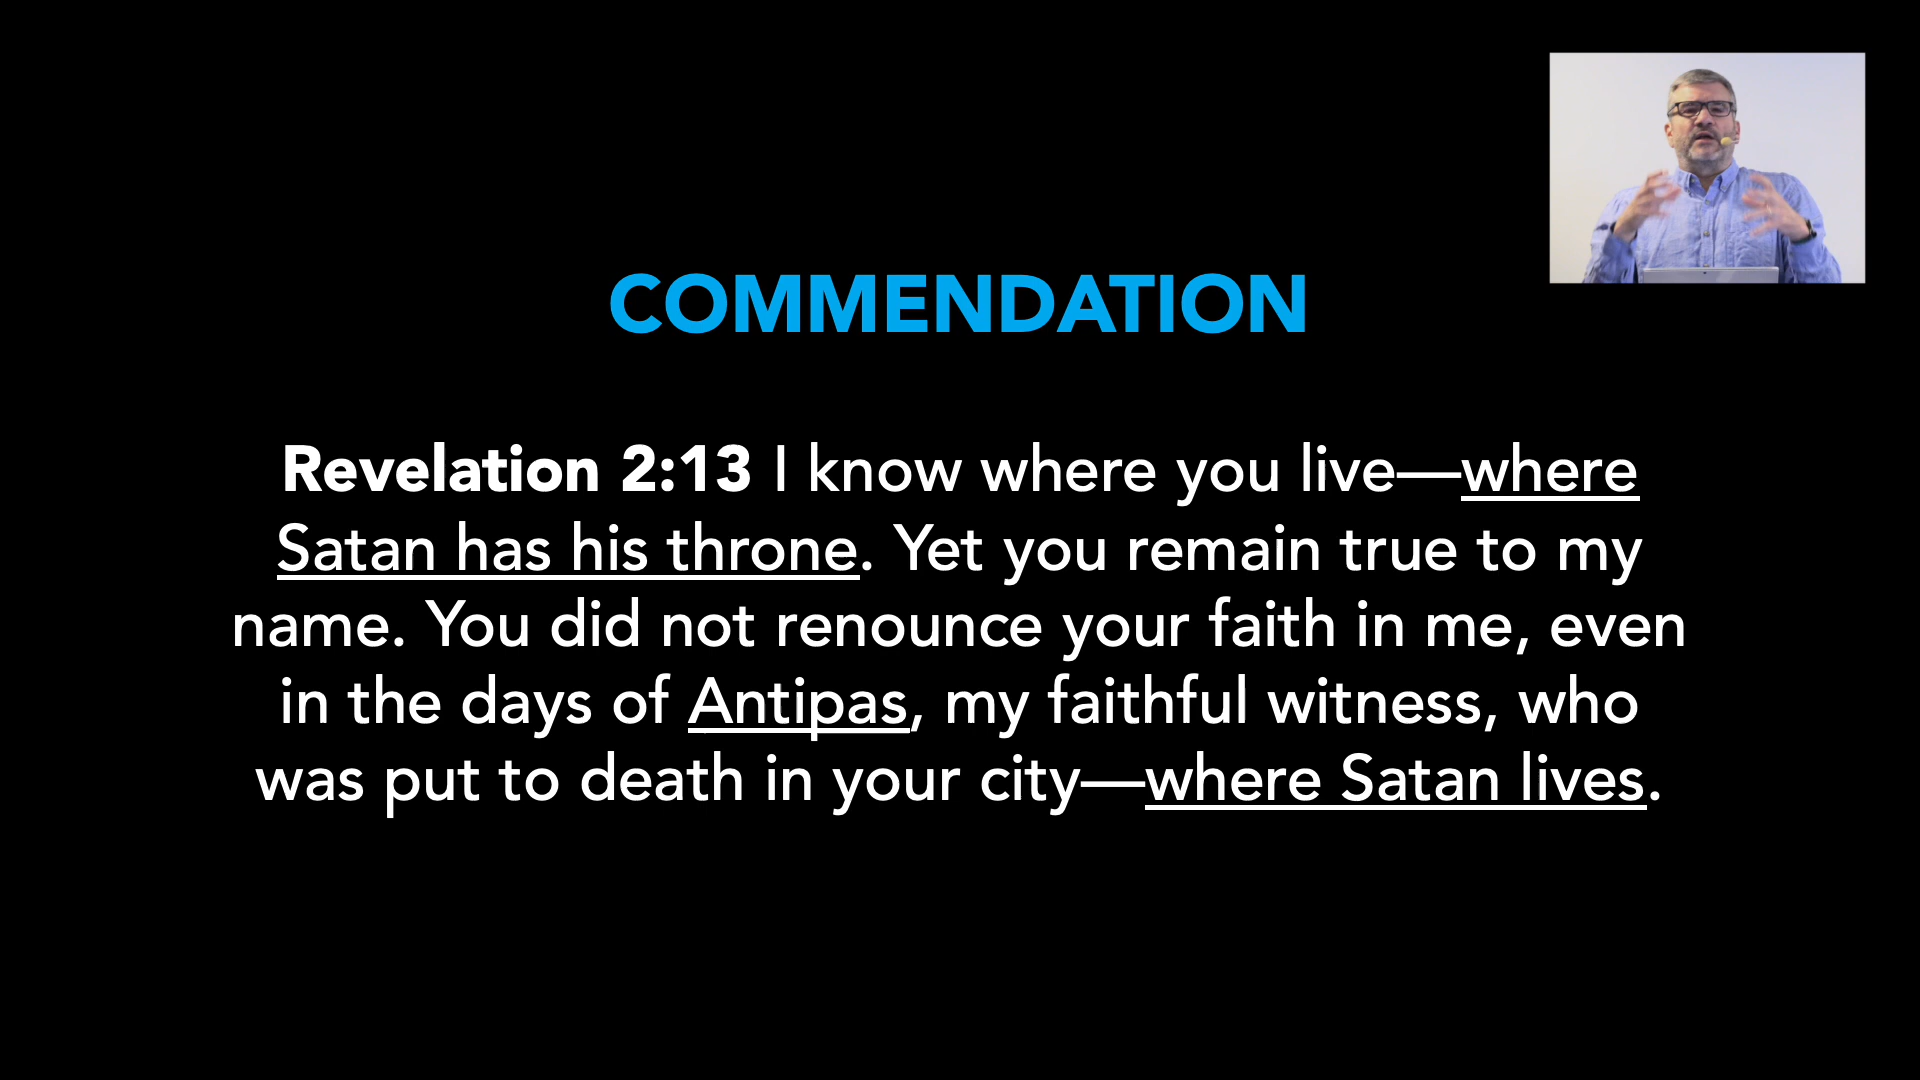 COMMENDATION
Revelation 2:13 I know where you live—where
Satan has his throne. Yet you remain true to my
name. You did not renounce your faith in me, even
in the days of Antipas, my faithful witness, who
was put to death in your city—where Satan lives.